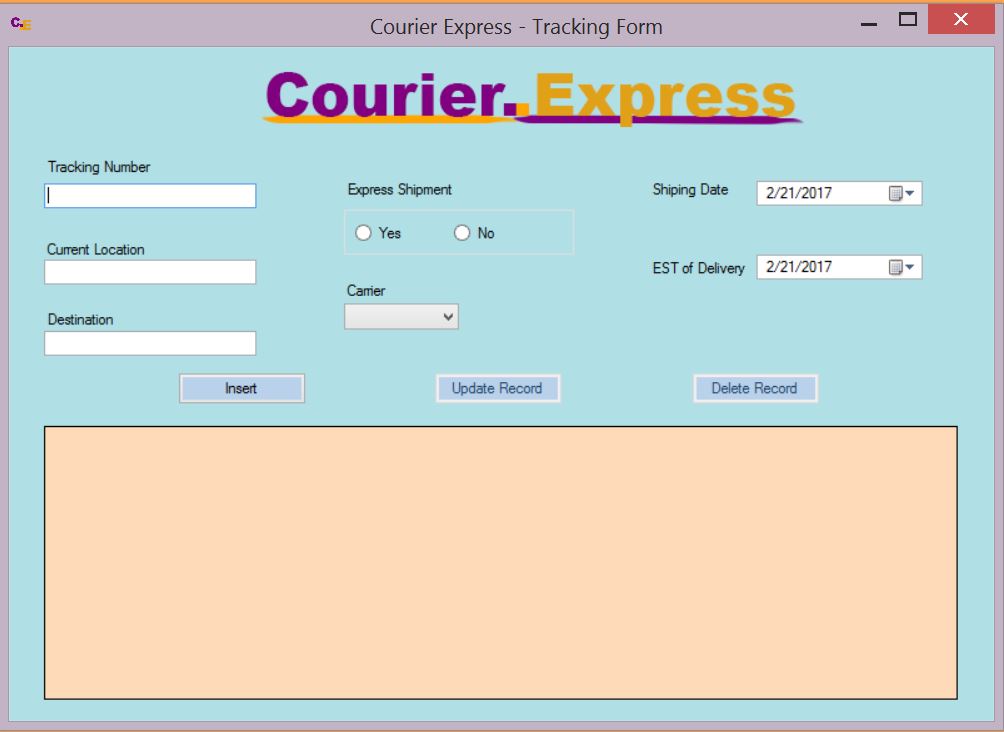 C.E
Courier Express - Tracking Form
Courier. Express
Tracking Number
Express Shipment
Shiping Date
2/21/2017
Yes
No
Current Location
EST of Delivery
2/21/2017
Carrier
Destination
Insert
Update Record
Delete Record